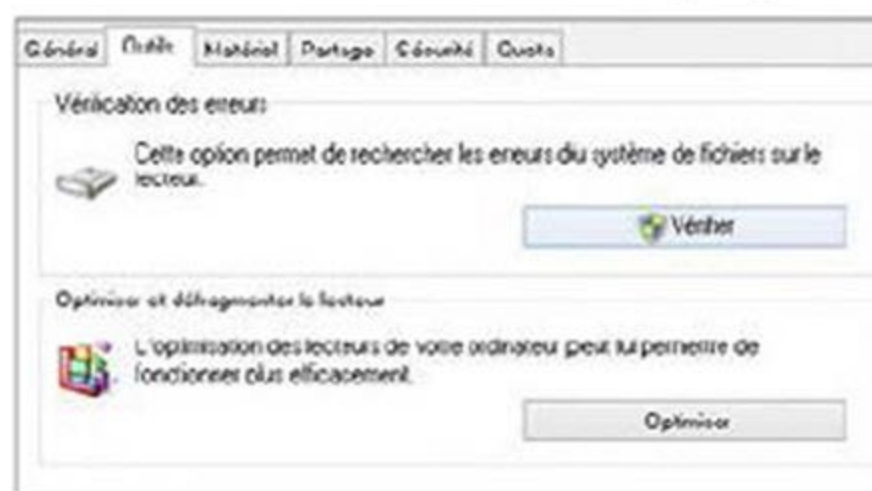 Général Outils Matériel Partage Sécurité Quota
Vérification des erreurs
Cette option permet de rechercher les erreurs du système de fichiers sur le
lecteur.
Vérifier
Optimiser et défragmenter le lecteur
L'optimisation des lecteurs de votre ordinateur peut lui permettre de
fonctionner plus efficacement.
Optimiser